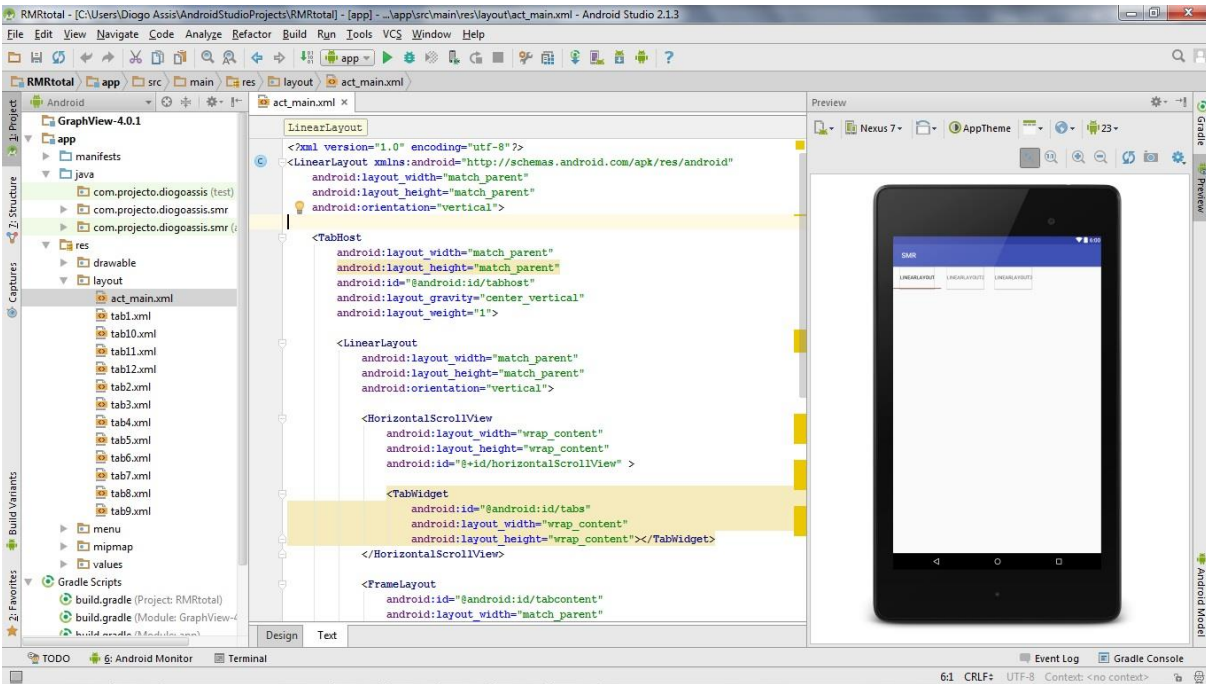 RMRtotal - [C:\Users\Diogo Assis\AndroidStudioProjects\RMRtotal] - [app] - ...\app\src\main\res\layout\act_main.xml - Android Studio 2.1.3
File Edit View Navigate Code Analyze Refactor Build Run Tools VCS Window Help
app
RMRtotal app src main res layout act_main.xml
1: Project
Z: Structure
Captures
Build Variants
2: Favorites
Android
GraphView-4.0.1
app
manifests
java
com.projecto.diogoassis (test)
com.projecto.diogoassis.smr
com.projecto.diogoassis.smr (a
res
drawable
layout
act_main.xml
tab1.xml
tab10.xml
tab11.xml
tab12.xml
tab2.xml
tab3.xml
tab4.xml
tab5.xml
tab6.xml
tab7.xml
tab8.xml
tab9.xml
menu
mipmap
values
Gradle Scripts
build.gradle (Project: RMRtotal)
build.gradle (Module: GraphView-4
build.gradle (Module: app)
act_main.xml
LinearLayout
<?xml version="1.0" encoding="utf-8"?>
<LinearLayout xmlns:android="http://schemas.android.com/apk/res/android"
android:layout_width="match_parent"
android:layout_height="match_parent"
android:orientation="vertical">
<TabHost
android:layout_width="match_parent"
android:layout_height="match_parent"
android:id="@android:id/tabhost"
android:layout_gravity="center_vertical"
android:layout_weight="1">
<LinearLayout
android:layout_width="match_parent"
android:layout_height="match_parent"
android:orientation="vertical">
<HorizontalScrollView
android:layout_width="wrap_content"
android:layout_height="wrap_content"
android:id="@+id/horizontalScrollView" >
<TabWidget
android:id="@android:id/tabs"
android:layout_width="wrap_content"
android:layout_height="wrap_content"></TabWidget>
</HorizontalScrollView>
<FrameLayout
android:id="@android:id/tabcontent"
android:layout_width="match_parent"
Design Text
Preview
Nexus 7 AppTheme 23
6:00
SMR
LINEARLAYOUT LINEARLAYOUT2 LINEARLAYOUT3
Gradle
Preview
Android Model
TODO 6: Android Monitor Terminal Event Log Gradle Console
6:1 CRLF UTF-8 Context: <no context>